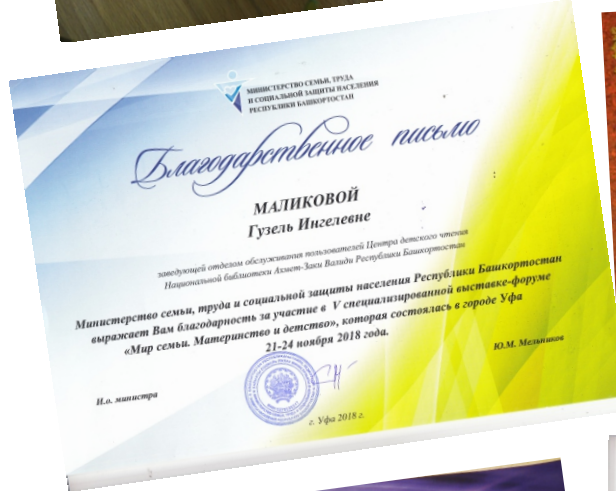 МИНИСТЕРСТВО СЕМЬИ, ТРУДА
И СОЦИАЛЬНОЙ ЗАЩИТЫ НАСЕЛЕНИЯ
РЕСПУБЛИКИ БАШКОРТОСТАН
Благодарственное письмо
МАЛИКОВОЙ
Гузель Ингелевне
заведующей отделом обслуживания пользователей Центра детского чтения
Национальной библиотеки Ахмет-Заки Валиди Республики Башкортостан
Министерство семьи, труда и социальной защиты населения Республики Башкортостан
выражает Вам благодарность за участие в V специализированной выставке-форуме
«Мир семьи. Материнство и детство», которая состоялась в городе Уфа
21-24 ноября 2018 года.
И.о. министра
Ю.М. Мельников
г. Уфа 2018 г.